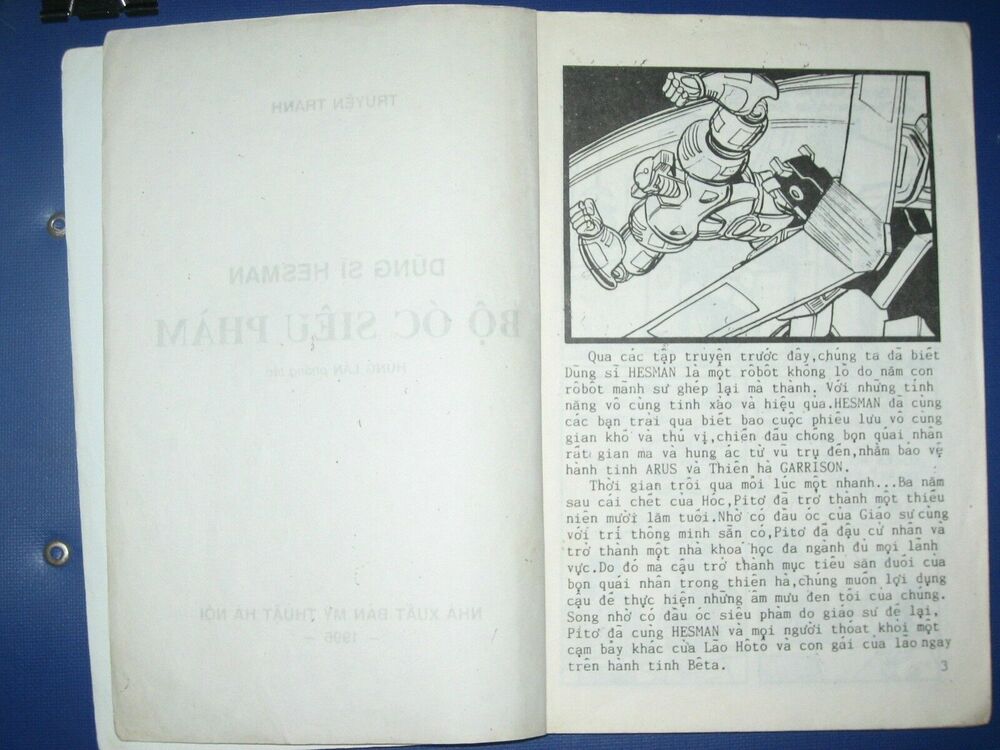 TRUYỆN TRANH
DŨNG SĨ HESMAN
BỘ ÓC SIÊU PHÀM
HÙNG LÂN phóng tác
NHÀ XUẤT BẢN MỸ THUẬT HÀ NỘI
- 1996 -
Qua các tập truyện trước đây,chúng ta đã biết
Dũng sĩ HESMAN là một rôbôt khổng lồ do năm con
rôbôt mãnh sư ghép lại mà thành. Với những tính
năng vô cùng tinh xảo và hiệu quả.HESMAN đã cùng
các bạn trải qua biết bao cuộc phiêu lưu vô cùng
gian khổ và thú vị,chiến đấu chống bọn quái nhân
rất gian ma và hung ác từ vũ trụ đến,nhằm bảo vệ
hành tinh ARUS và Thiên hà GARRISON.
Thời gian trôi qua mỗi lúc một nhanh...Ba năm
sau cái chết của Hóc,Pitơ đã trở thành một thiếu
niên mười lăm tuổi.Nhờ có đầu óc của Giáo sư cùng
với trí thông minh sẵn có,Pitơ đã đậu cử nhân và
trở thành một nhà khoa học đa ngành đủ mọi lãnh
vực.Do đó mà cậu trở thành mục tiêu săn đuổi của
bọn quái nhân trong thiên hà,chúng muốn lợi dụng
cậu để thực hiện những âm mưu đen tối của chúng.
Song nhờ có đầu óc siêu phàm do giáo sư để lại,
Pitơ đã cùng HESMAN và mọi người thóat khỏi một
cạm bẫy khác của Lão Hôtô và con gái của lão ngay
trên hành tinh Bêta.
3